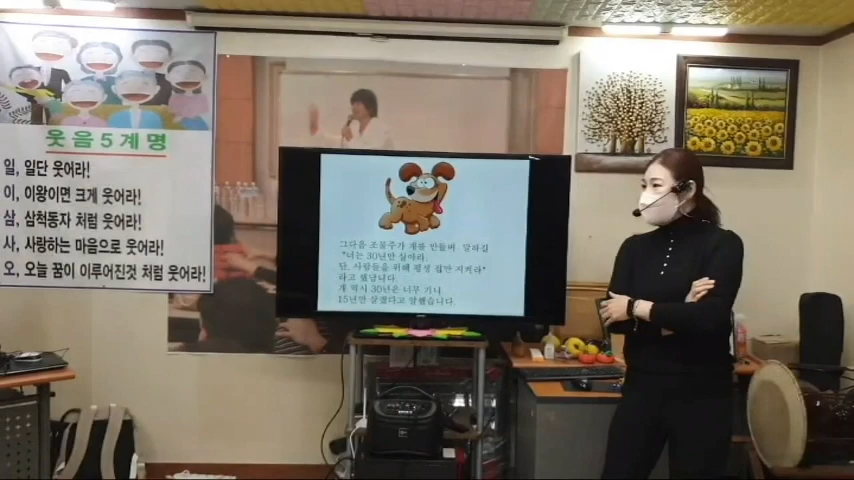 웃음5계명
일, 일단 웃어라!
이, 이왕이면 크게 웃어라!
삼, 삼척동자 처럼 웃어라!
사, 사랑하는 마음으로 웃어라!
오, 오늘 꿈이 이루어진것 처럼 웃어라!
그다음 조물주가 개를 만들며 말하길
"너는 30년만 살아라.
단, 사람들을 위해 평생 집만 지켜라"
라고 했답니다.
개 역시 30년은 너무 기니
15년만 살겠다고 말했습니다.